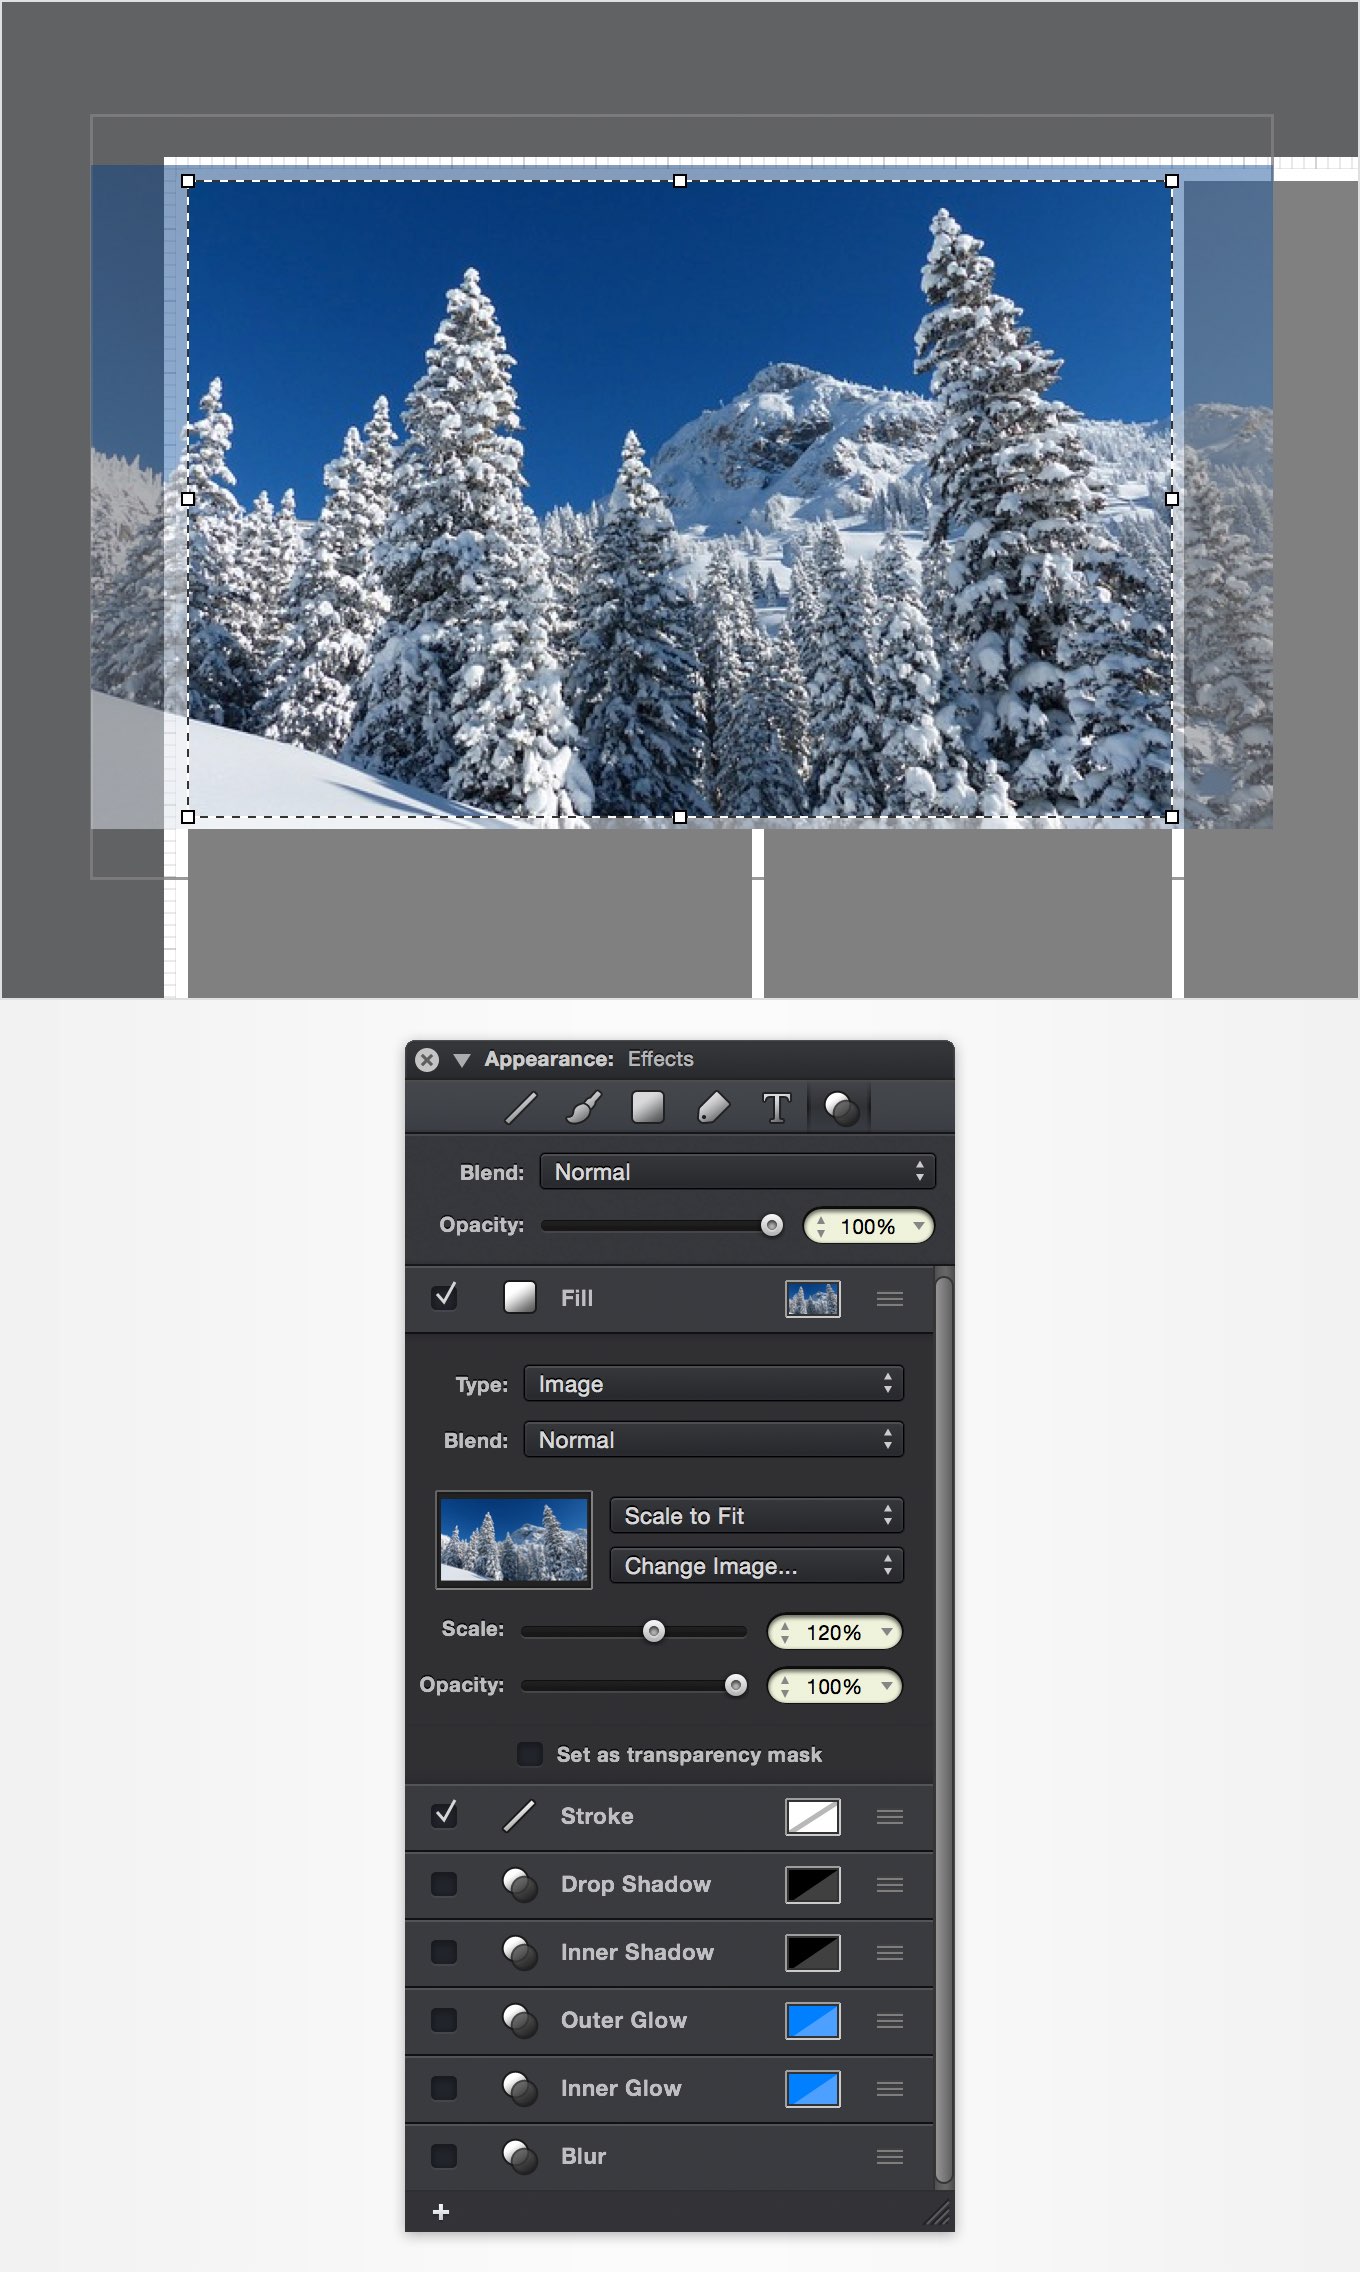 Appearance: Effects
T
Blend: Normal
Opacity: 100%
Fill
Type: Image
Blend: Normal
Scale to Fit
Change Image...
Scale: 120%
Opacity: 100%
Set as transparency mask
Stroke
Drop Shadow
Inner Shadow
Outer Glow
Inner Glow
Blur
+